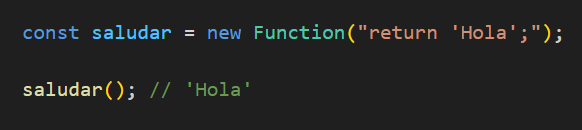 const saludar = new Function("return 'Hola';");
saludar(); // 'Hola'